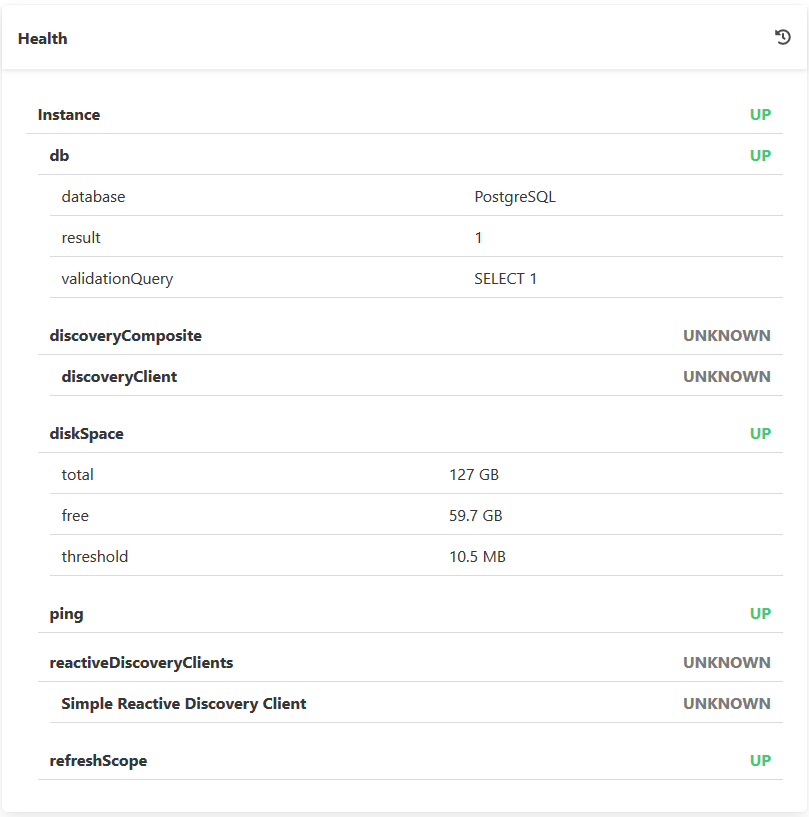 Health
Instance UP
db UP
database PostgreSQL
result 1
validationQuery SELECT 1
discoveryComposite UNKNOWN
discoveryClient UNKNOWN
diskSpace UP
total 127 GB
free 59.7 GB
threshold 10.5 MB
ping UP
reactiveDiscoveryClients UNKNOWN
Simple Reactive Discovery Client UNKNOWN
refreshScope UP